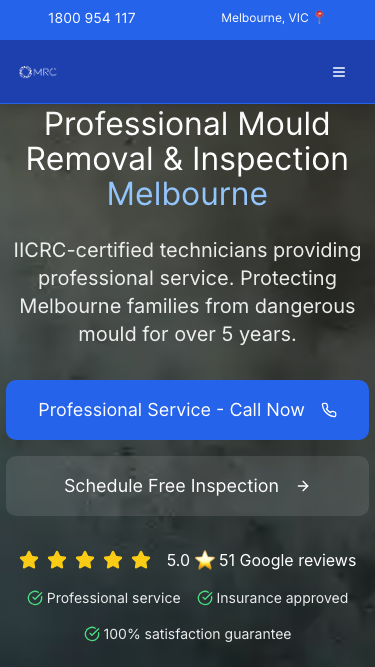 1800 954 117
Melbourne, VIC 📍
MRC
Professional Mould
Removal & Inspection
Melbourne
IICRC-certified technicians providing
professional service. Protecting
Melbourne families from dangerous
mould for over 5 years.
Professional Service - Call Now
Schedule Free Inspection
5.0 ⭐ 51 Google reviews
Professional service
Insurance approved
100% satisfaction guarantee